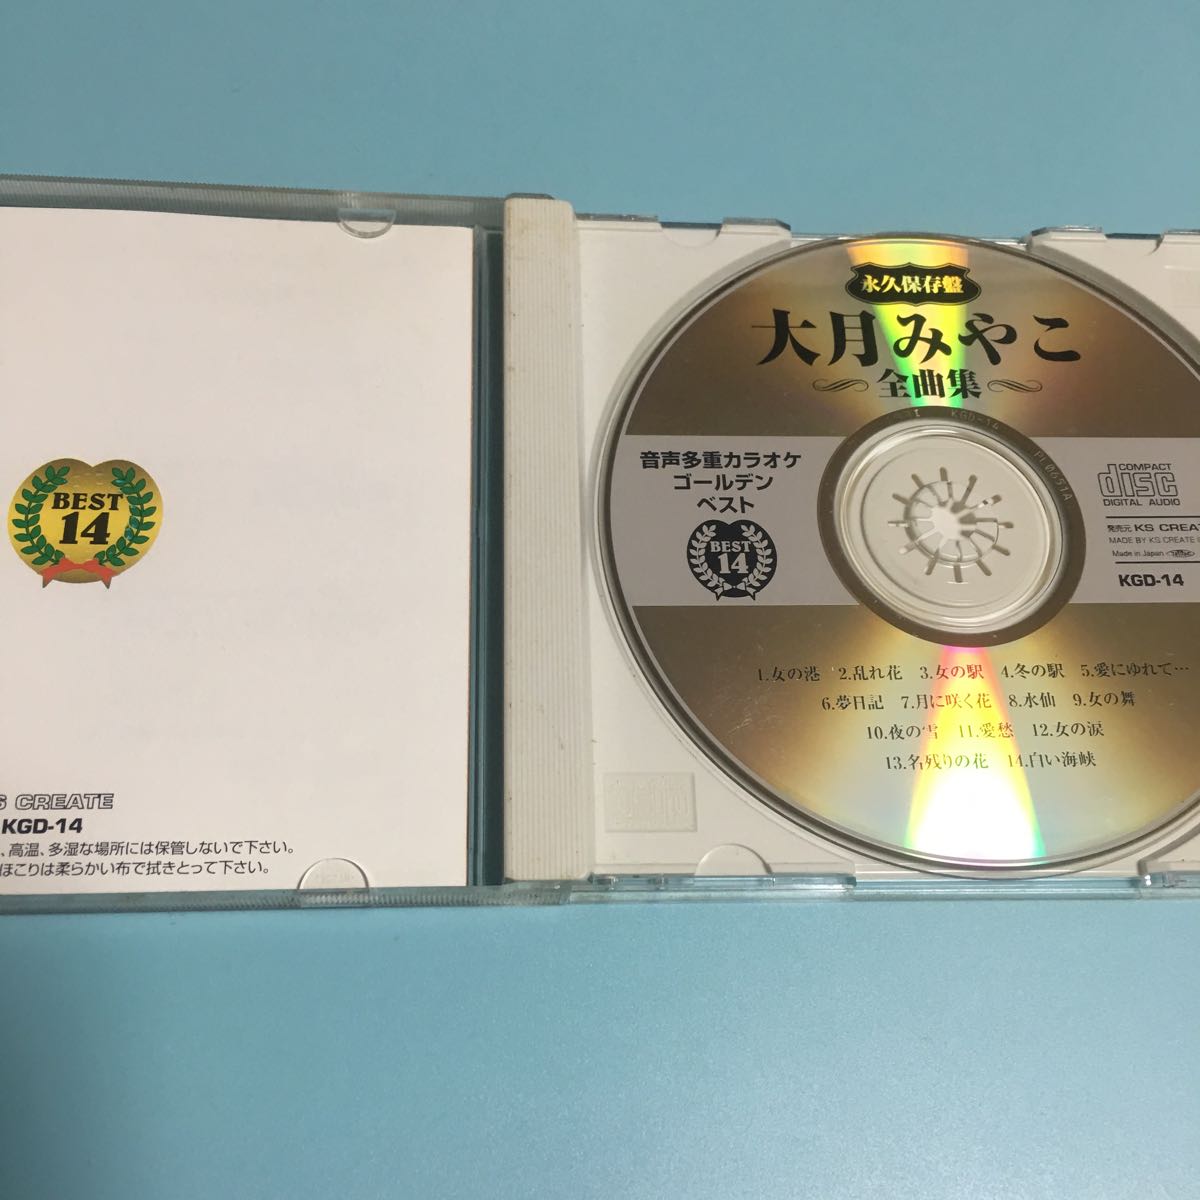 BEST
14
CREATE
KGD-14
、高温、多湿な場所には保管しないで下さい。
ほこりは柔らかい布で拭きとって下さい。
永久保存盤
大月みやこ
～全曲集～
KGD-14
音声多重カラオケ
ゴールデン
ベスト
BEST
14
COMPACT
disc
DIGITAL AUDIO
発売元 KS CREAT
MADE BY KS CREATE
Made in Japan
KGD-14
1.女の港 2.乱れ花 3.女の駅 4.冬の駅 5.愛にゆれて…
6.夢日記 7.月に咲く花 8.水仙 9.女の舞
10.夜の雪 11.愛愁 12.女の涙
13.名残りの花 14.白い海峡